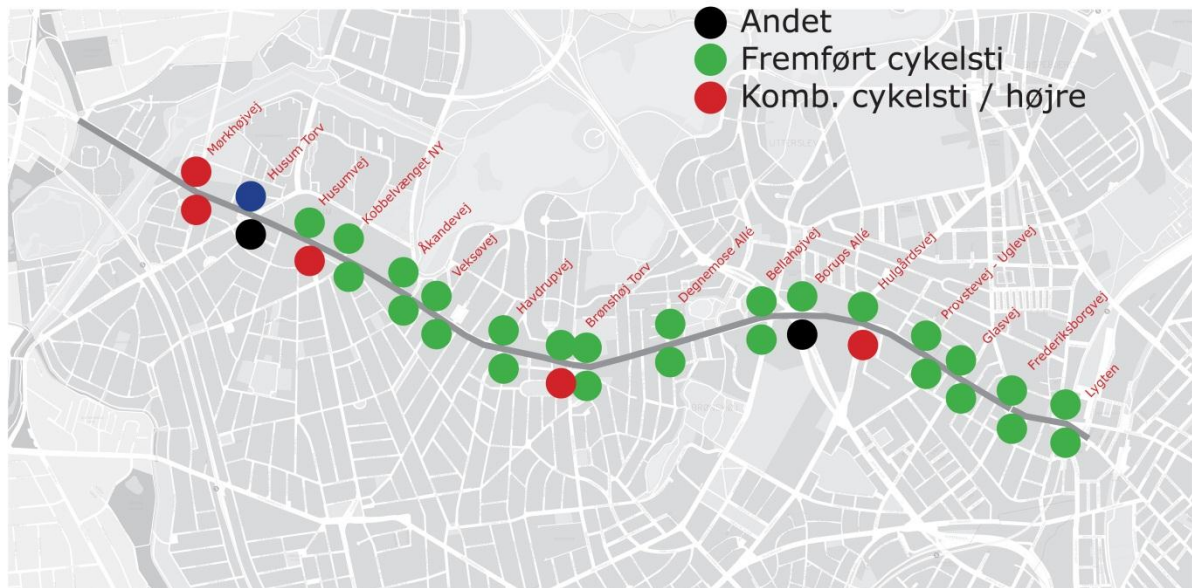 Andet
Fremført cykelsti
Komb. cykelsti / højre
Mørkhøjvej
Husum Torv
Husumvej
Kobbelvænget NY
Åkandevej
Veksøvej
Havdrupvej
Brønshøj Torv
Degnemose Allé
Bellahøjvej
Borups Allé
Hulgårdsvej
Provstevej - Uglevej
Glasvej
Frederiksborgvej
Lygten